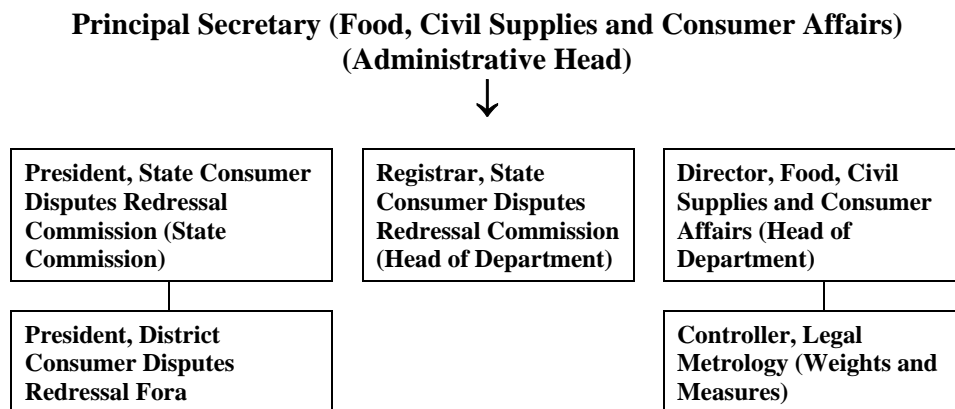 Principal Secretary (Food, Civil Supplies and Consumer Affairs)
(Administrative Head)
President, State Consumer
Disputes Redressal
Commission (State
Commission)
Registrar, State
Consumer Disputes
Redressal Commission
(Head of Department)
Director, Food, Civil
Supplies and Consumer
Affairs (Head of
Department)
President, District
Consumer Disputes
Redressal Fora
Controller, Legal
Metrology (Weights and
Measures)